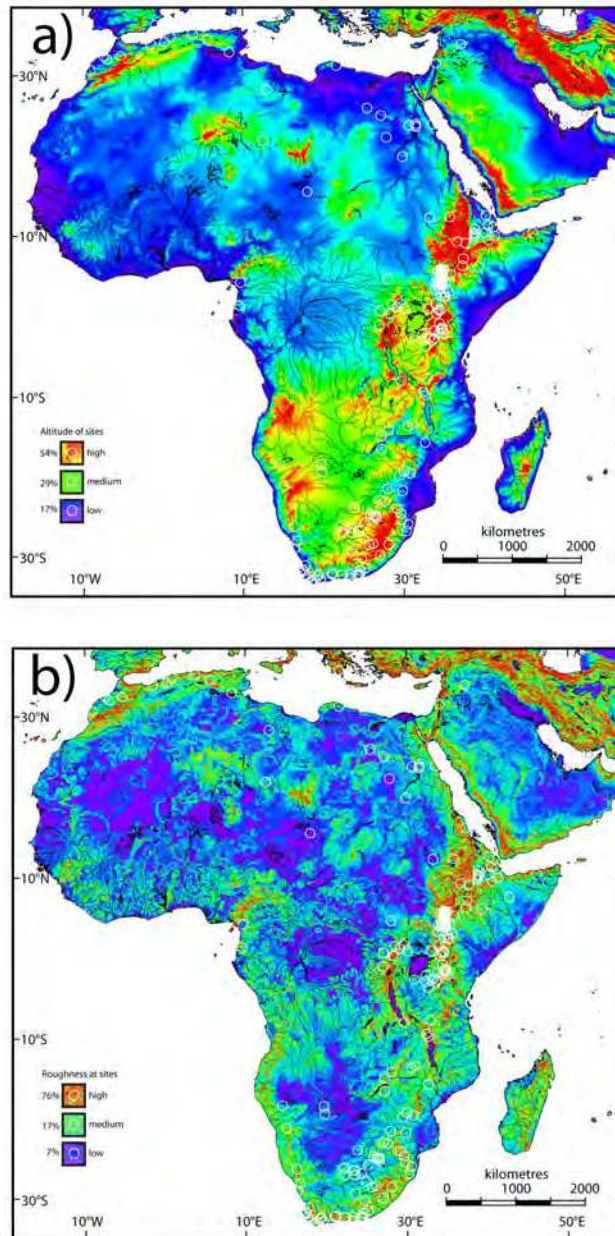 a)
30°N
10°N
10°S
30°S
Altitude of sites
54% high
29% medium
17% low
kilometres
0 1000 2000
10°W 10°E 30°E 50°E
b)
30°N
10°N
10°S
30°S
Roughness at sites
76% high
17% medium
7% low
kilometres
0 1000 2000
10°W 10°E 30°E 50°E